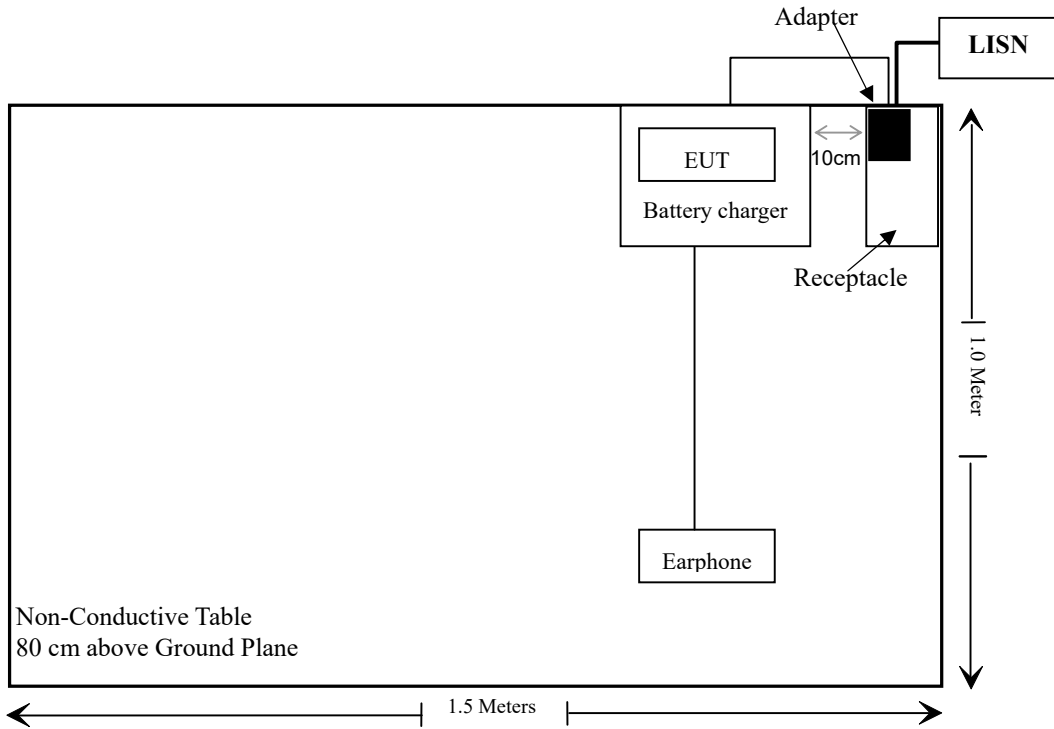 Adapter
LISN
EUT
10cm
Battery charger
Receptacle
1.0 Meter
Earphone
Non-Conductive Table
80 cm above Ground Plane
1.5 Meters